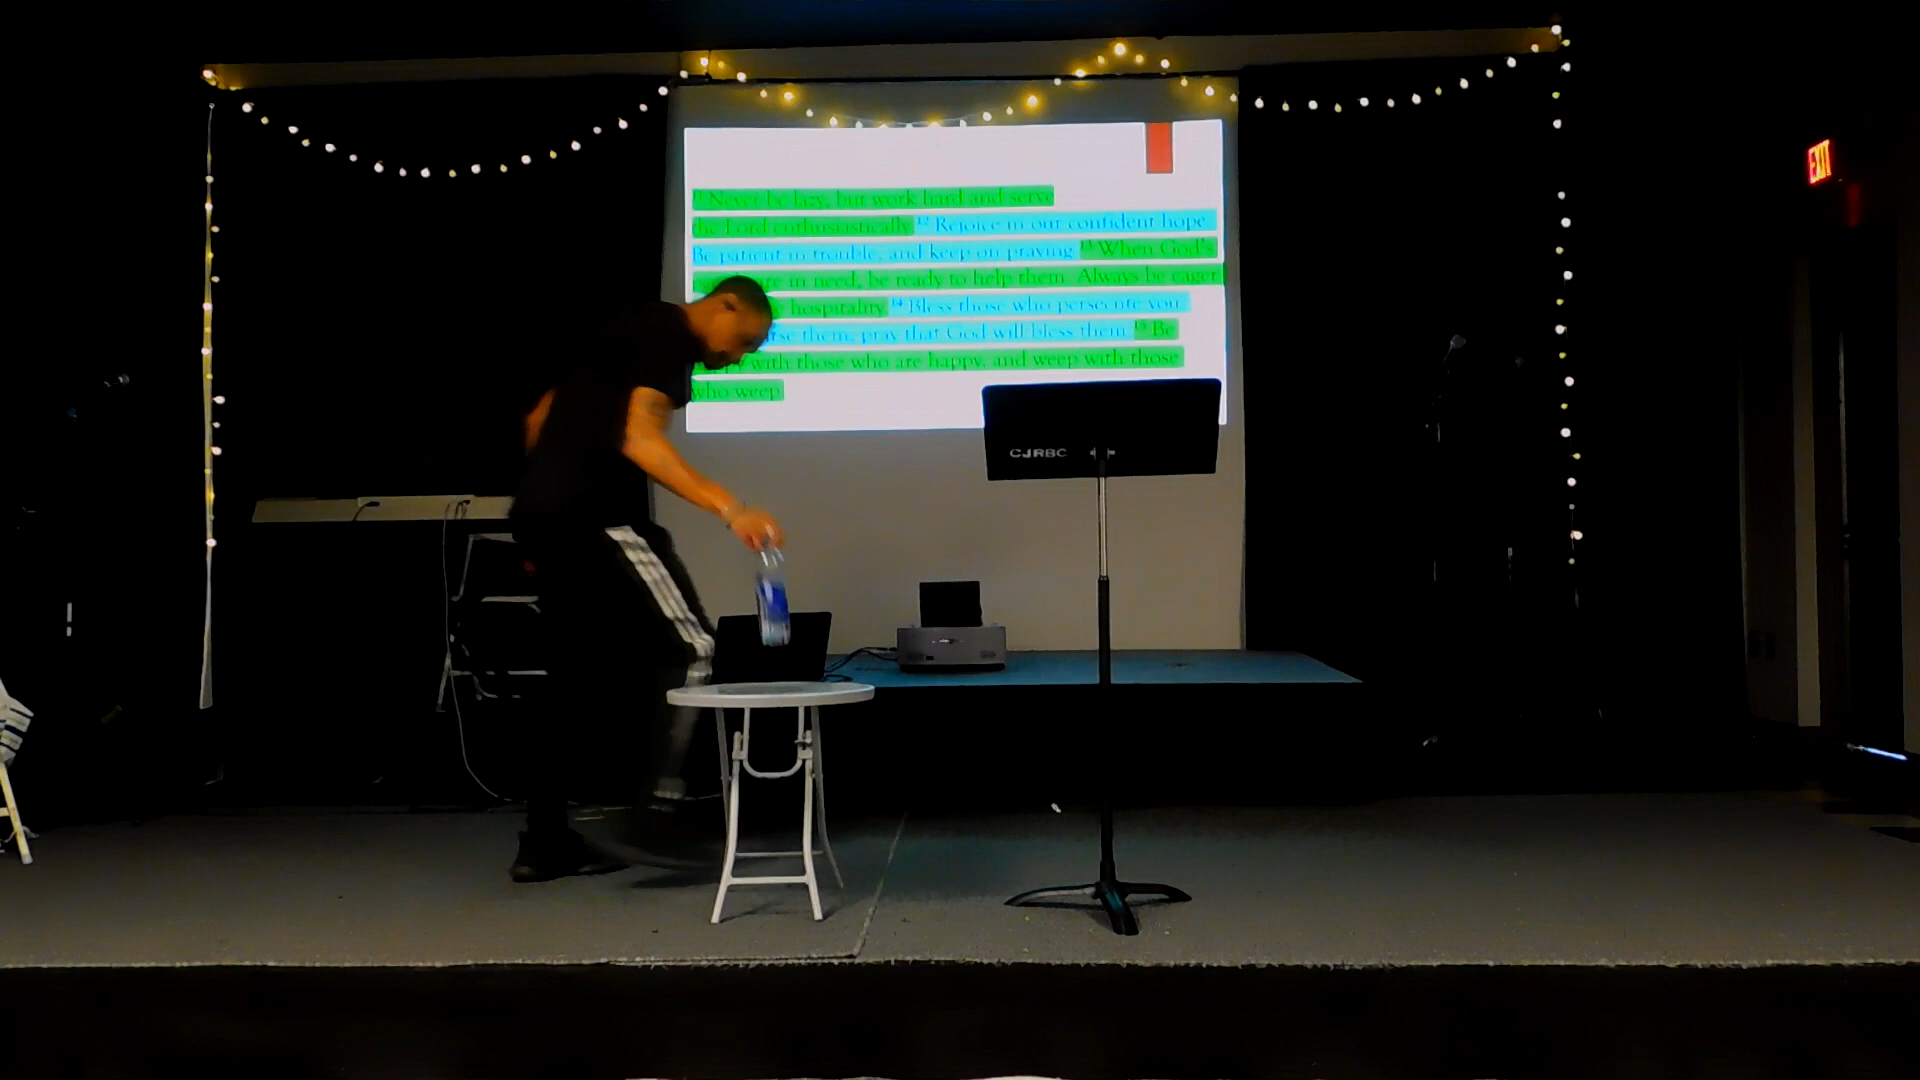 ¹¹ Never be lazy, but work hard and serve
the Lord enthusiastically. ¹² Rejoice in our confident hope.
Be patient in trouble, and keep on praying. ¹³ When God's
are in need, be ready to help them. Always be eager
hospitality. ¹⁴ Bless those who persecute you.
them; pray that God will bless them. ¹⁵ Be
with those who are happy, and weep with those
who weep
CJRBC
EXIT